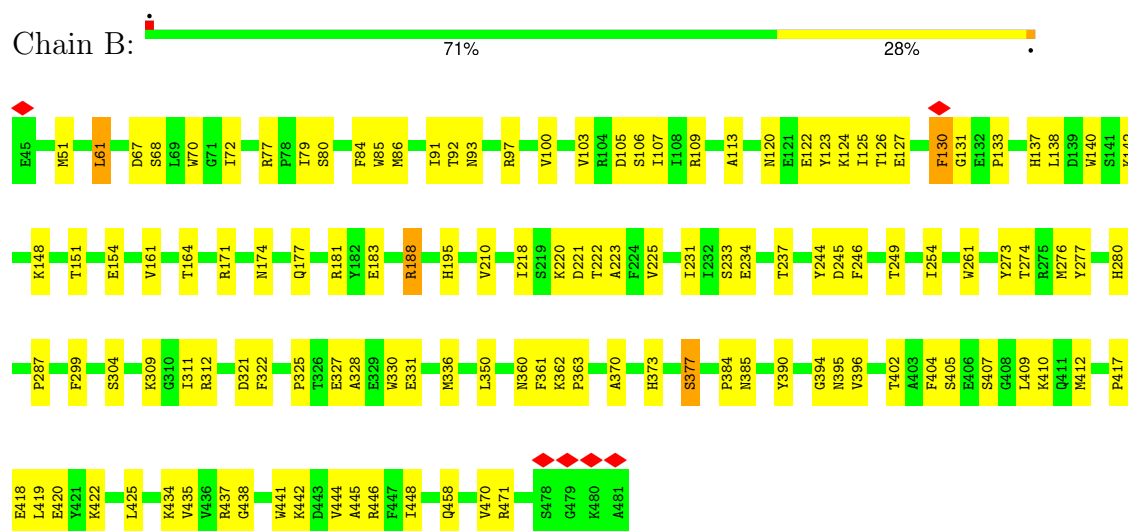 Chain B:
71% 28%
E45 M51 L61 D67 S68 L69 W70 G71 I72 R77 P78 I79 S80 F84 W85 M86 I91 T92 N93 R97 V100 V103 R104 D105 S106 I107 I108 R109 A113 N120 E121 E122 Y123 K124 I125 T126 E127 F130 G131 E132 P133 H137 L138 D139 W140 S141 K142
K148 T151 E154 V161 T164 R171 N174 Q177 R181 Y182 E183 R188 H195 V210 I218 S219 K220 D221 T222 A223 F224 V225 I231 I232 S233 E234 T237 Y244 D245 F246 T249 I254 W261 Y273 T274 R275 M276 Y277 H280
P287 F299 S304 K309 G310 I311 R312 D321 F322 P325 T326 E327 A328 E329 W330 E331 M336 L350 N360 F361 K362 P363 A370 H373 S377 P384 N385 Y390 G394 N395 V396 T402 A403 F404 S405 E406 S407 G408 L409 K410 Q411 M412 P417
E418 L419 E420 Y421 K422 L425 K434 V435 V436 R437 G438 W441 K442 D443 V444 A445 R446 F447 I448 Q458 V470 R471 S478 G479 K480 A481